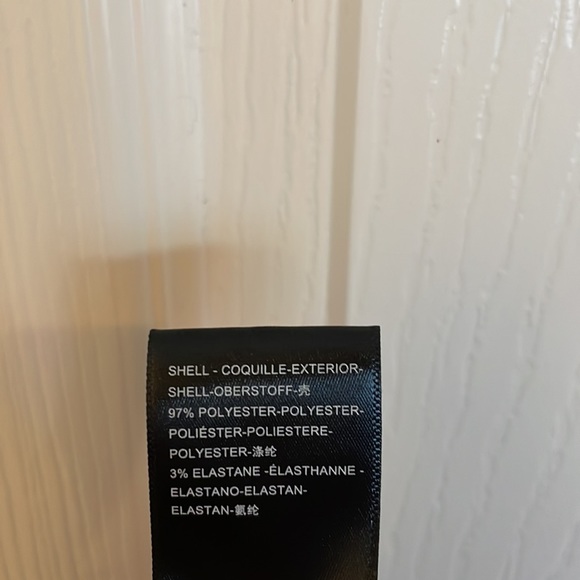 SHELL - COQUILLE-EXTERIOR-
SHELL-OBERSTOFF-壳
97% POLYESTER-POLYESTER-
POLIÉSTER-POLIESTERE-
POLYESTER-涤纶
3% ELASTANE -ÉLASTHANNE -
ELASTANO-ELASTAN-
ELASTAN-氨纶